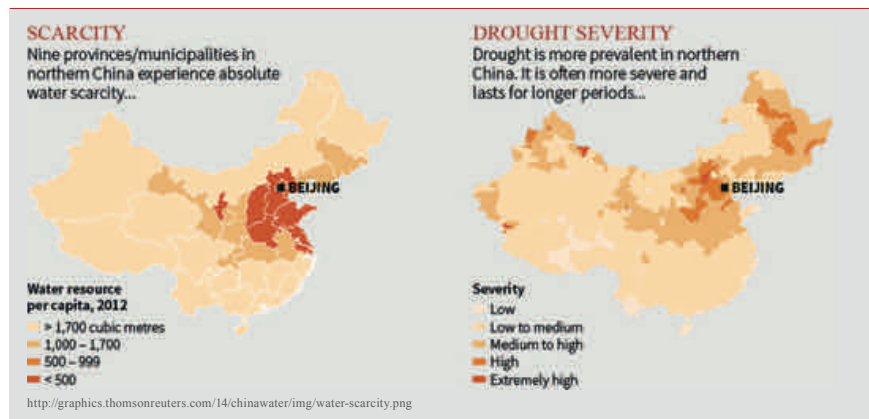 SCARCITY
Nine provinces/municipalities in
northern China experience absolute
water scarcity...
BEIJING
Water resource
per capita, 2012
> 1,700 cubic metres
1,000 – 1,700
500 – 999
< 500
DROUGHT SEVERITY
Drought is more prevalent in northern
China. It is often more severe and
lasts for longer periods...
BEIJING
Severity
Low
Low to medium
Medium to high
High
Extremely high
http://graphics.thomsonreuters.com/14/chinawater/img/water-scarcity.png